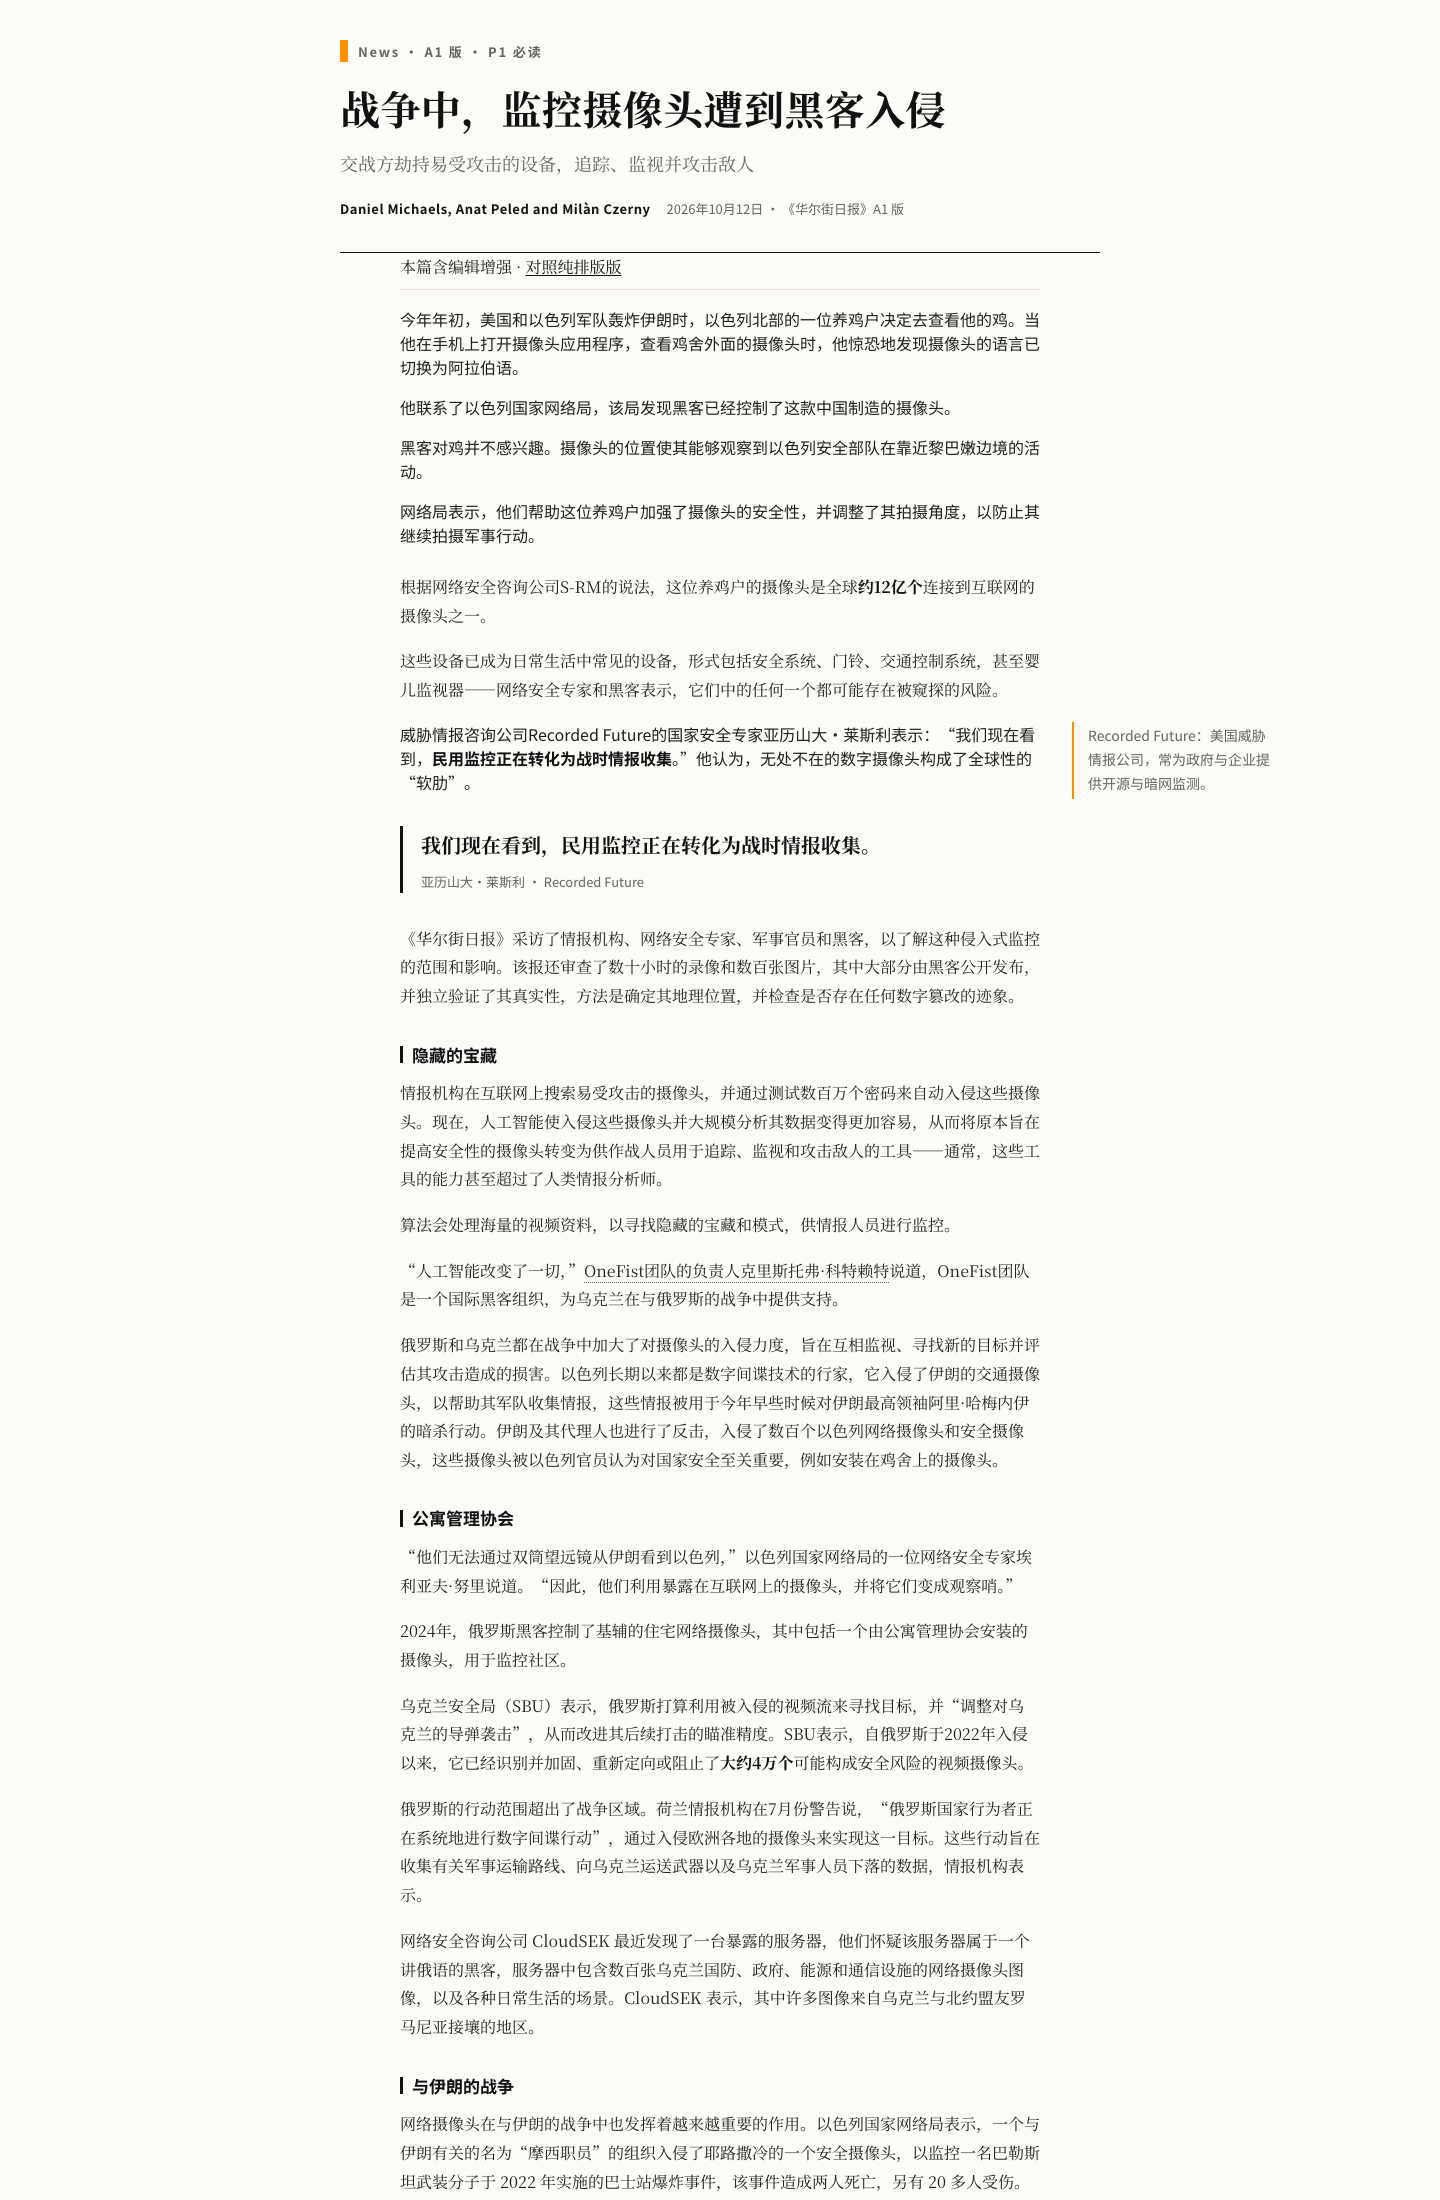 News · A1 版 · P1 必读
战争中，监控摄像头遭到黑客入侵
交战方劫持易受攻击的设备，追踪、监视并攻击敌人
Daniel Michaels, Anat Peled and Milàn Czerny 2026年10月12日 · 《华尔街日报》A1 版
本篇含编辑增强 · 对照纯排版版
今年年初，美国和以色列军队轰炸伊朗时，以色列北部的一位养鸡户决定去查看他的鸡。当
他在手机上打开摄像头应用程序，查看鸡舍外面的摄像头时，他惊恐地发现摄像头的语言已
切换为阿拉伯语。
他联系了以色列国家网络局，该局发现黑客已经控制了这款中国制造的摄像头。
黑客对鸡并不感兴趣。摄像头的位置使其能够观察到以色列安全部队在靠近黎巴嫩边境的活
动。
网络局表示，他们帮助这位养鸡户加强了摄像头的安全性，并调整了其拍摄角度，以防止其
继续拍摄军事行动。
根据网络安全咨询公司S-RM的说法，这位养鸡户的摄像头是全球约12亿个连接到互联网的
摄像头之一。
这些设备已成为日常生活中常见的设备，形式包括安全系统、门铃、交通控制系统，甚至婴
儿监视器——网络安全专家和黑客表示，它们中的任何一个都可能存在被窥探的风险。
威胁情报咨询公司Recorded Future的国家安全专家亚历山大·莱斯利表示：“我们现在看
到，民用监控正在转化为战时情报收集。”他认为，无处不在的数字摄像头构成了全球性的
“软肋”。
Recorded Future：美国威胁
情报公司，常为政府与企业提
供开源与暗网监测。
我们现在看到，民用监控正在转化为战时情报收集。
亚历山大·莱斯利 · Recorded Future
《华尔街日报》采访了情报机构、网络安全专家、军事官员和黑客，以了解这种侵入式监控
的范围和影响。该报还审查了数十小时的录像和数百张图片，其中大部分由黑客公开发布，
并独立验证了其真实性，方法是确定其地理位置，并检查是否存在任何数字篡改的迹象。
隐藏的宝藏
情报机构在互联网上搜索易受攻击的摄像头，并通过测试数百万个密码来自动入侵这些摄像
头。现在，人工智能使入侵这些摄像头并大规模分析其数据变得更加容易，从而将原本旨在
提高安全性的摄像头转变为供作战人员用于追踪、监视和攻击敌人的工具——通常，这些工
具的能力甚至超过了人类情报分析师。
算法会处理海量的视频资料，以寻找隐藏的宝藏和模式，供情报人员进行监控。
“人工智能改变了一切，”OneFist团队的负责人克里斯托弗·科特赖特说道，OneFist团队
是一个国际黑客组织，为乌克兰在与俄罗斯的战争中提供支持。
俄罗斯和乌克兰都在战争中加大了对摄像头的入侵力度，旨在互相监视、寻找新的目标并评
估其攻击造成的损害。以色列长期以来都是数字间谍技术的行家，它入侵了伊朗的交通摄像
头，以帮助其军队收集情报，这些情报被用于今年早些时候对伊朗最高领袖阿里·哈梅内伊
的暗杀行动。伊朗及其代理人也进行了反击，入侵了数百个以色列网络摄像头和安全摄像
头，这些摄像头被以色列官员认为对国家安全至关重要，例如安装在鸡舍上的摄像头。
公寓管理协会
“他们无法通过双筒望远镜从伊朗看到以色列，”以色列国家网络局的一位网络安全专家埃
利亚夫·努里说道。“因此，他们利用暴露在互联网上的摄像头，并将它们变成观察哨。”
2024年，俄罗斯黑客控制了基辅的住宅网络摄像头，其中包括一个由公寓管理协会安装的
摄像头，用于监控社区。
乌克兰安全局（SBU）表示，俄罗斯打算利用被入侵的视频流来寻找目标，并“调整对乌
克兰的导弹袭击”，从而改进其后续打击的瞄准精度。SBU表示，自俄罗斯于2022年入侵
以来，它已经识别并加固、重新定向或阻止了大约4万个可能构成安全风险的视频摄像头。
俄罗斯的行动范围超出了战争区域。荷兰情报机构在7月份警告说，“俄罗斯国家行为者正
在系统地进行数字间谍行动”，通过入侵欧洲各地的摄像头来实现这一目标。这些行动旨在
收集有关军事运输路线、向乌克兰运送武器以及乌克兰军事人员下落的数据，情报机构表
示。
网络安全咨询公司 CloudSEK 最近发现了一台暴露的服务器，他们怀疑该服务器属于一个
讲俄语的黑客，服务器中包含数百张乌克兰国防、政府、能源和通信设施的网络摄像头图
像，以及各种日常生活的场景。CloudSEK 表示，其中许多图像来自乌克兰与北约盟友罗
马尼亚接壤的地区。
与伊朗的战争
网络摄像头在与伊朗的战争中也发挥着越来越重要的作用。以色列国家网络局表示，一个与
伊朗有关的名为“摩西职员”的组织入侵了耶路撒冷的一个安全摄像头，以监控一名巴勒斯
坦武装分子于 2022 年实施的巴士站爆炸事件，该事件造成两人死亡，另有 20 多人受伤。